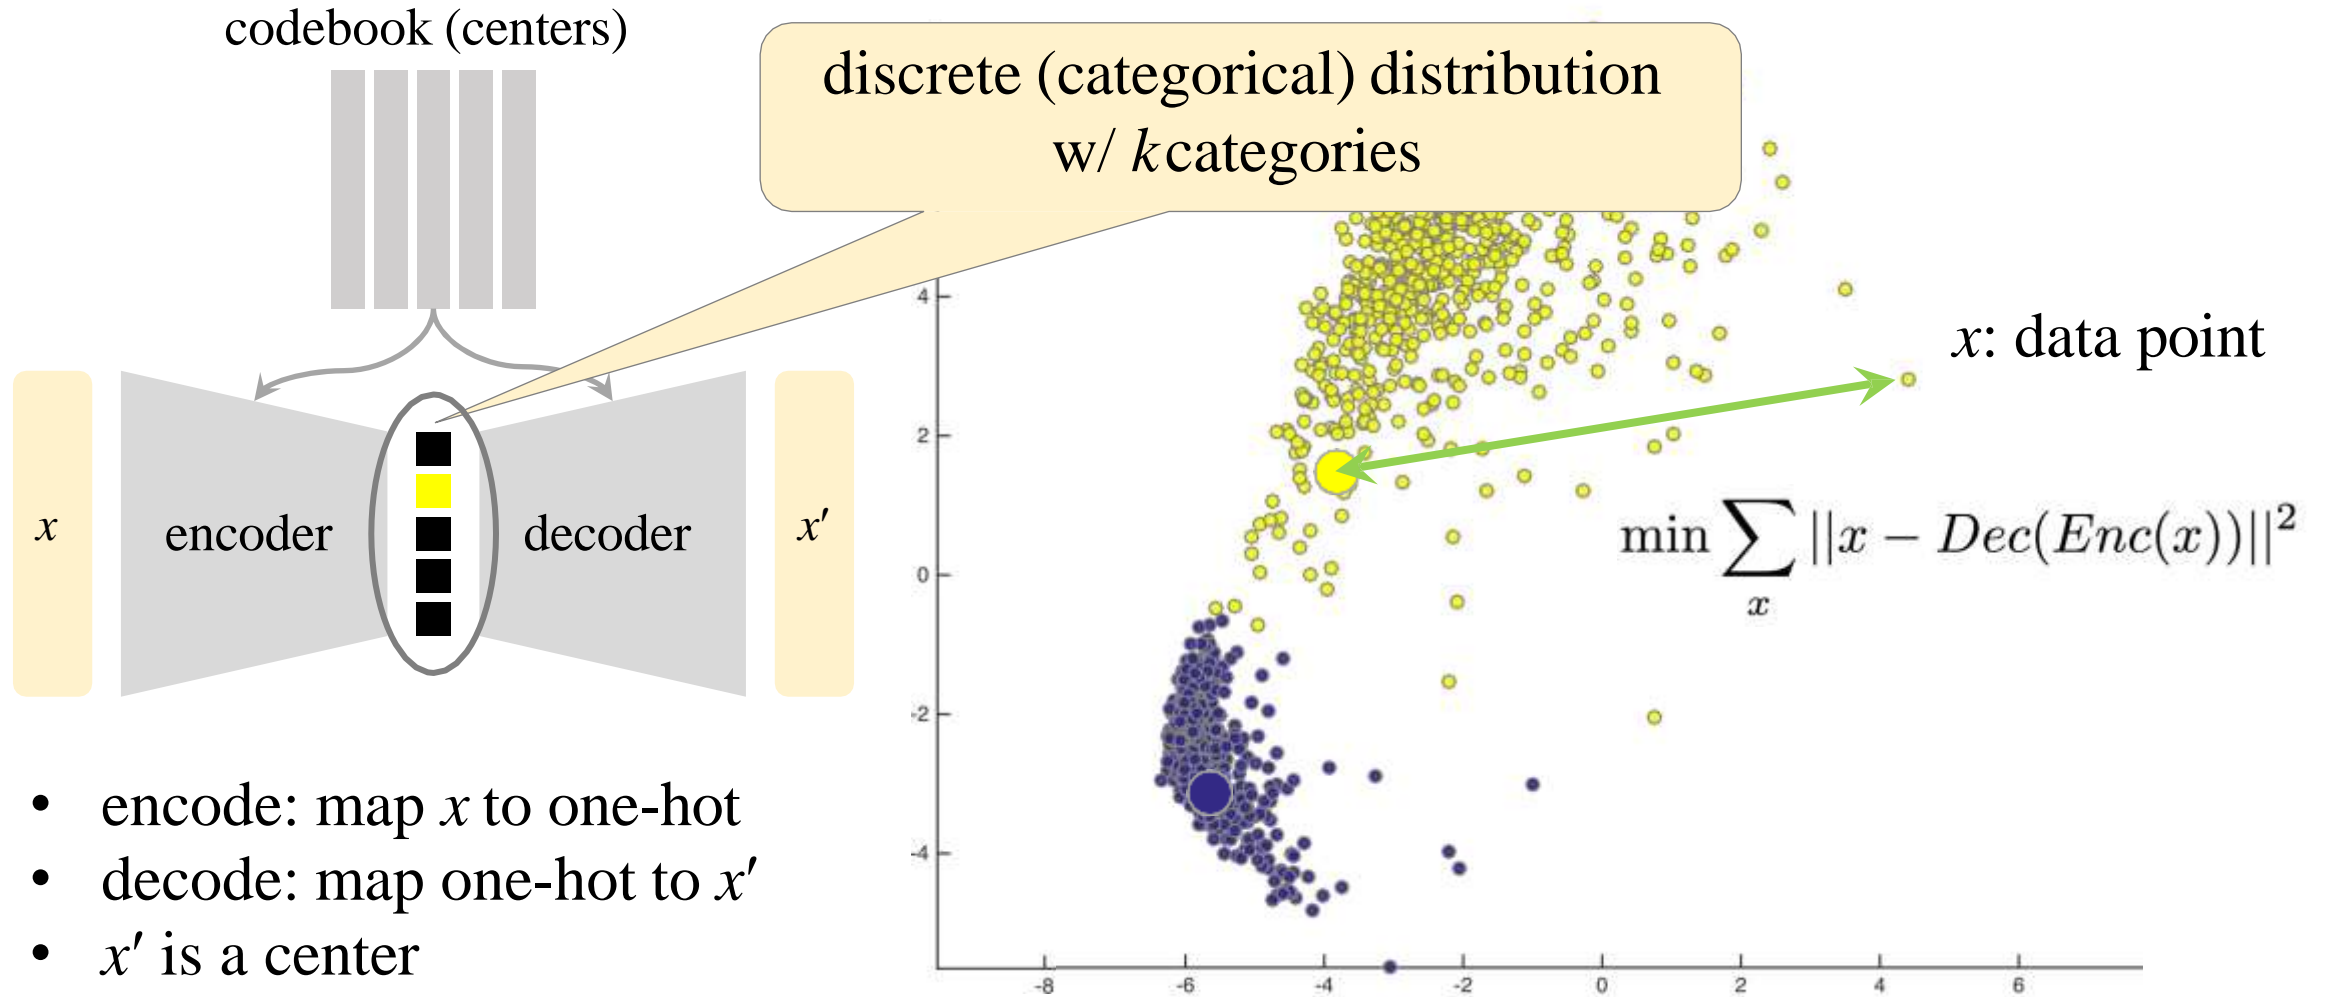 codebook (centers)
discrete (categorical) distribution
w/ k categories
x
encoder
decoder
x′
• encode: map x to one-hot
• decode: map one-hot to x′
• x′ is a center
x: data point
min ∑ ||x − Dec(Enc(x))||²
x
4
2
0
-2
-4
-8 -6 -4 -2 0 2 4 6